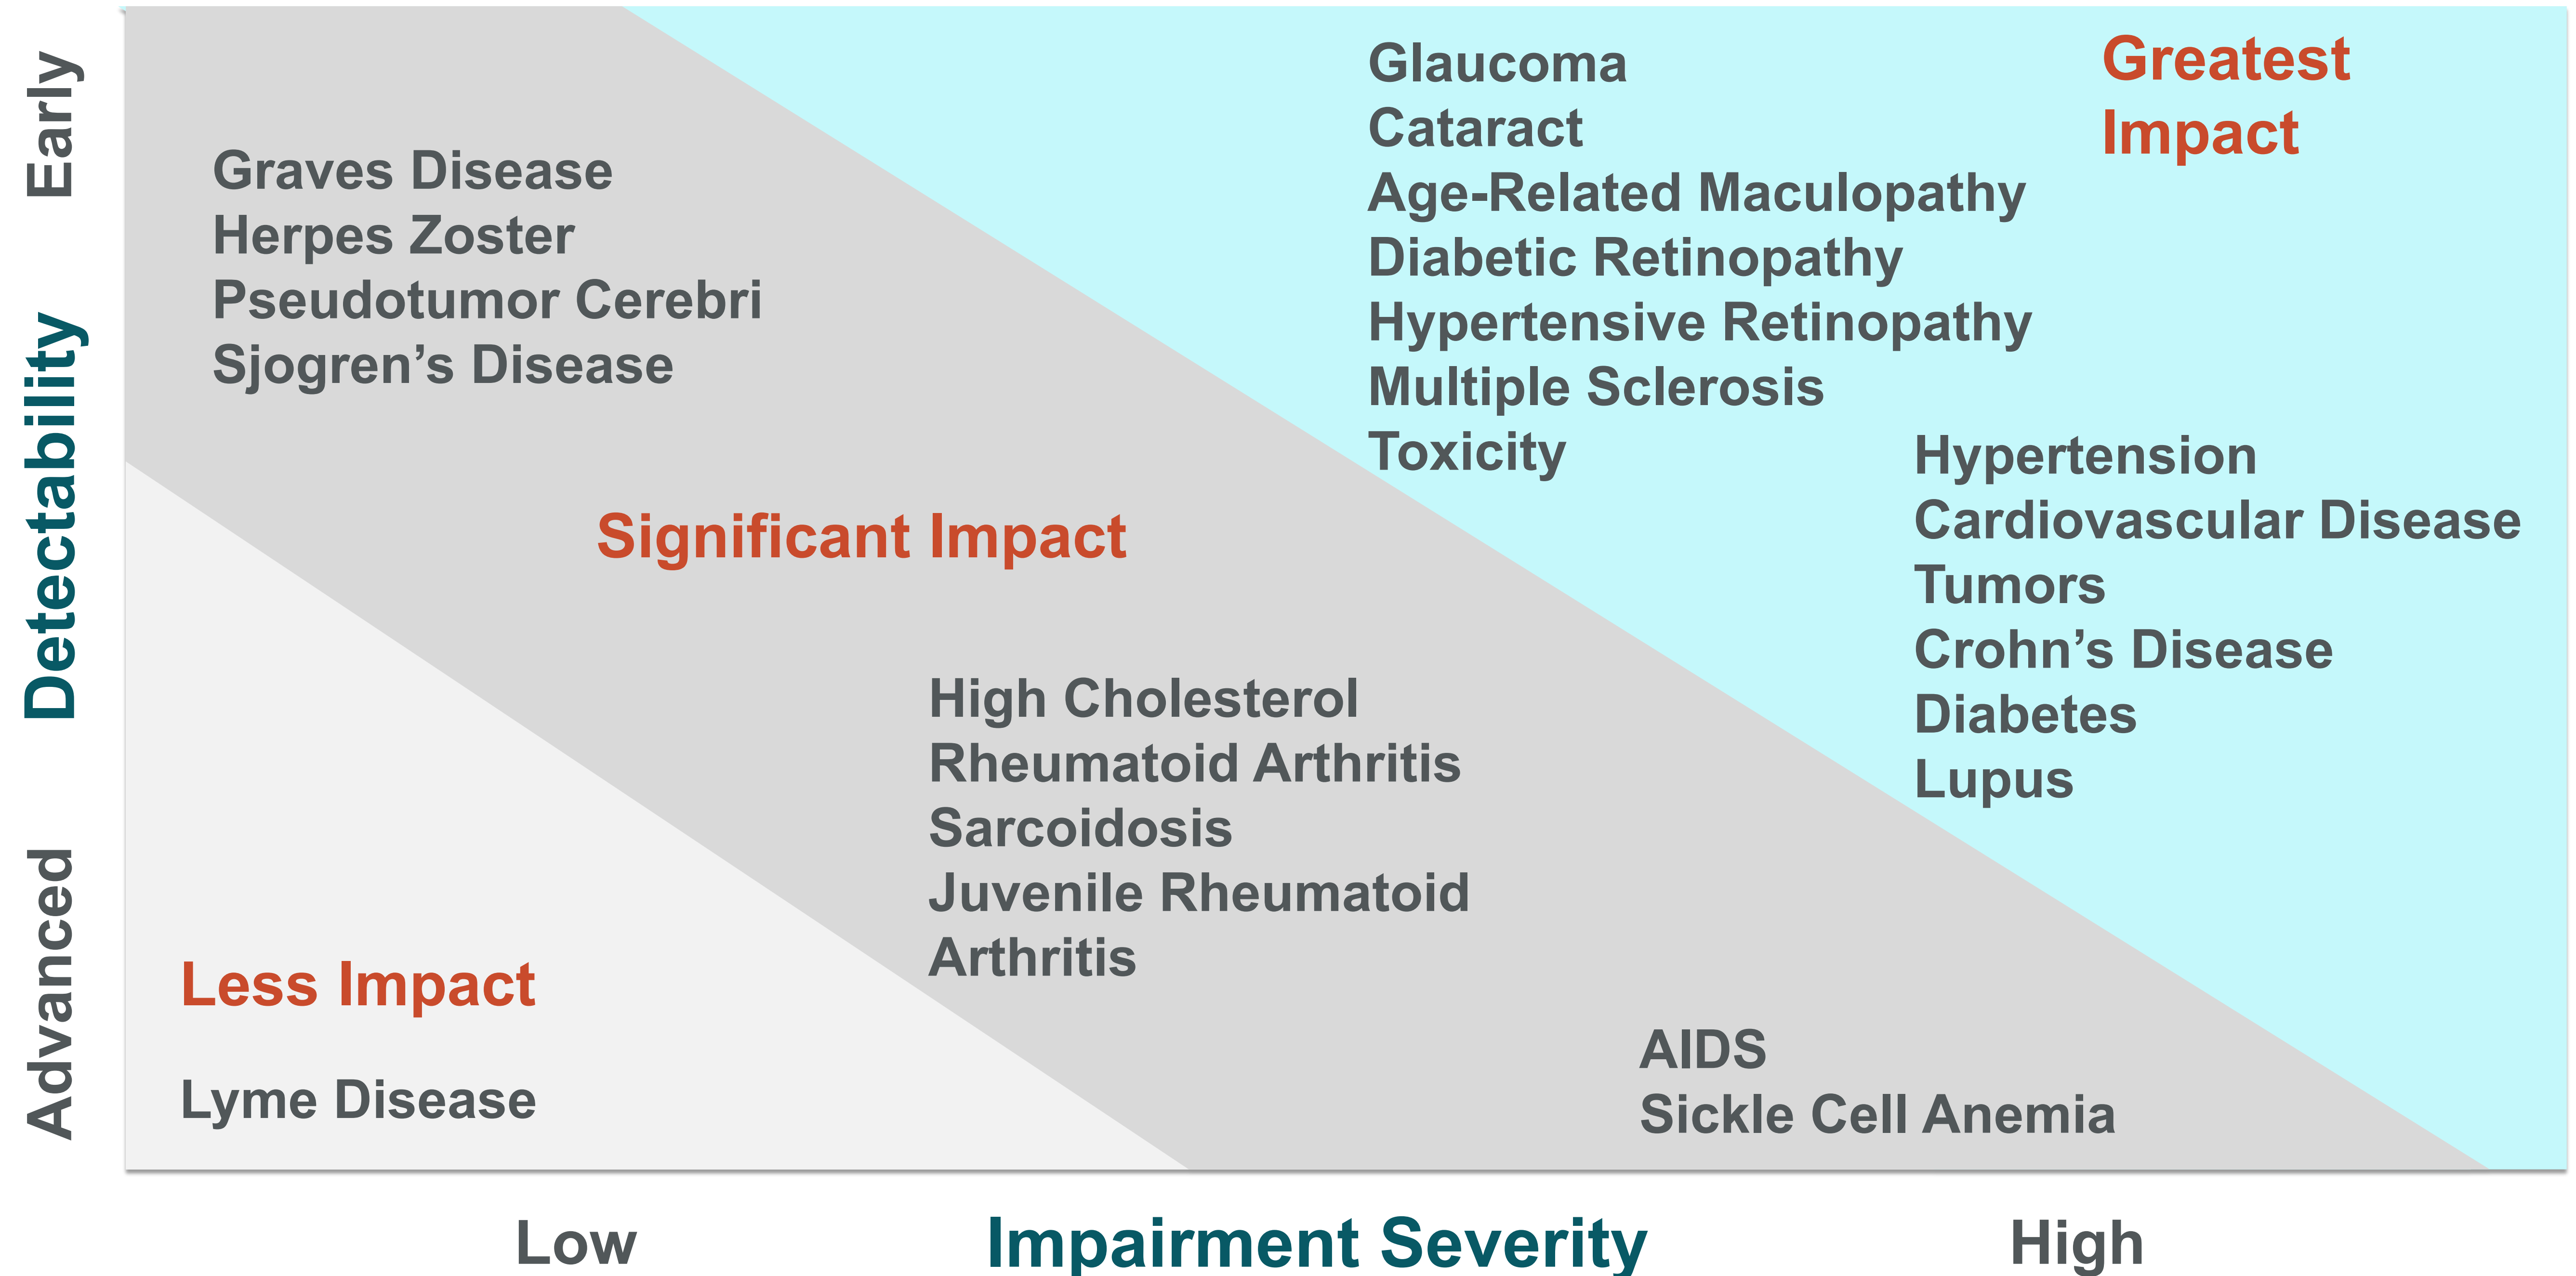 Early
Detectability
Advanced
Graves Disease
Herpes Zoster
Pseudotumor Cerebri
Sjogren’s Disease
Glaucoma
Cataract
Age-Related Maculopathy
Diabetic Retinopathy
Hypertensive Retinopathy
Multiple Sclerosis
Toxicity
Greatest
Impact
Hypertension
Cardiovascular Disease
Tumors
Crohn’s Disease
Diabetes
Lupus
Significant Impact
High Cholesterol
Rheumatoid Arthritis
Sarcoidosis
Juvenile Rheumatoid
Arthritis
Less Impact
Lyme Disease
AIDS
Sickle Cell Anemia
Low
Impairment Severity
High